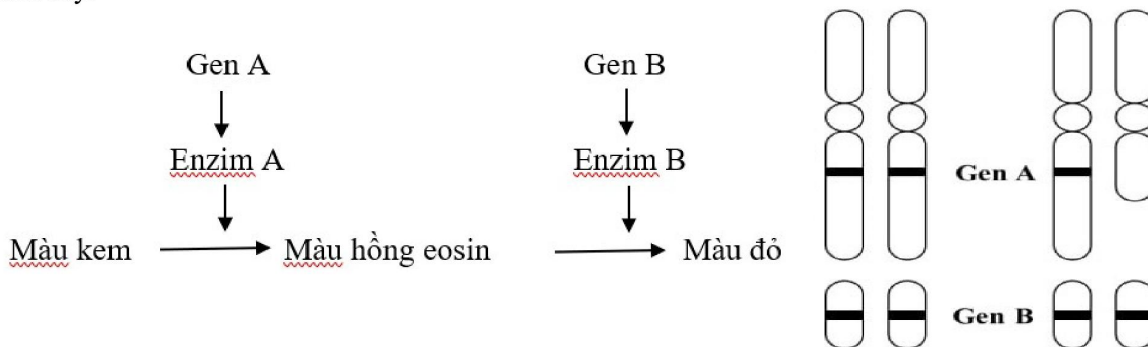 Gen A
Gen B
Enzim A
Enzim B
Gen A
Màu kem
Màu hồng eosin
Màu đỏ
Gen B